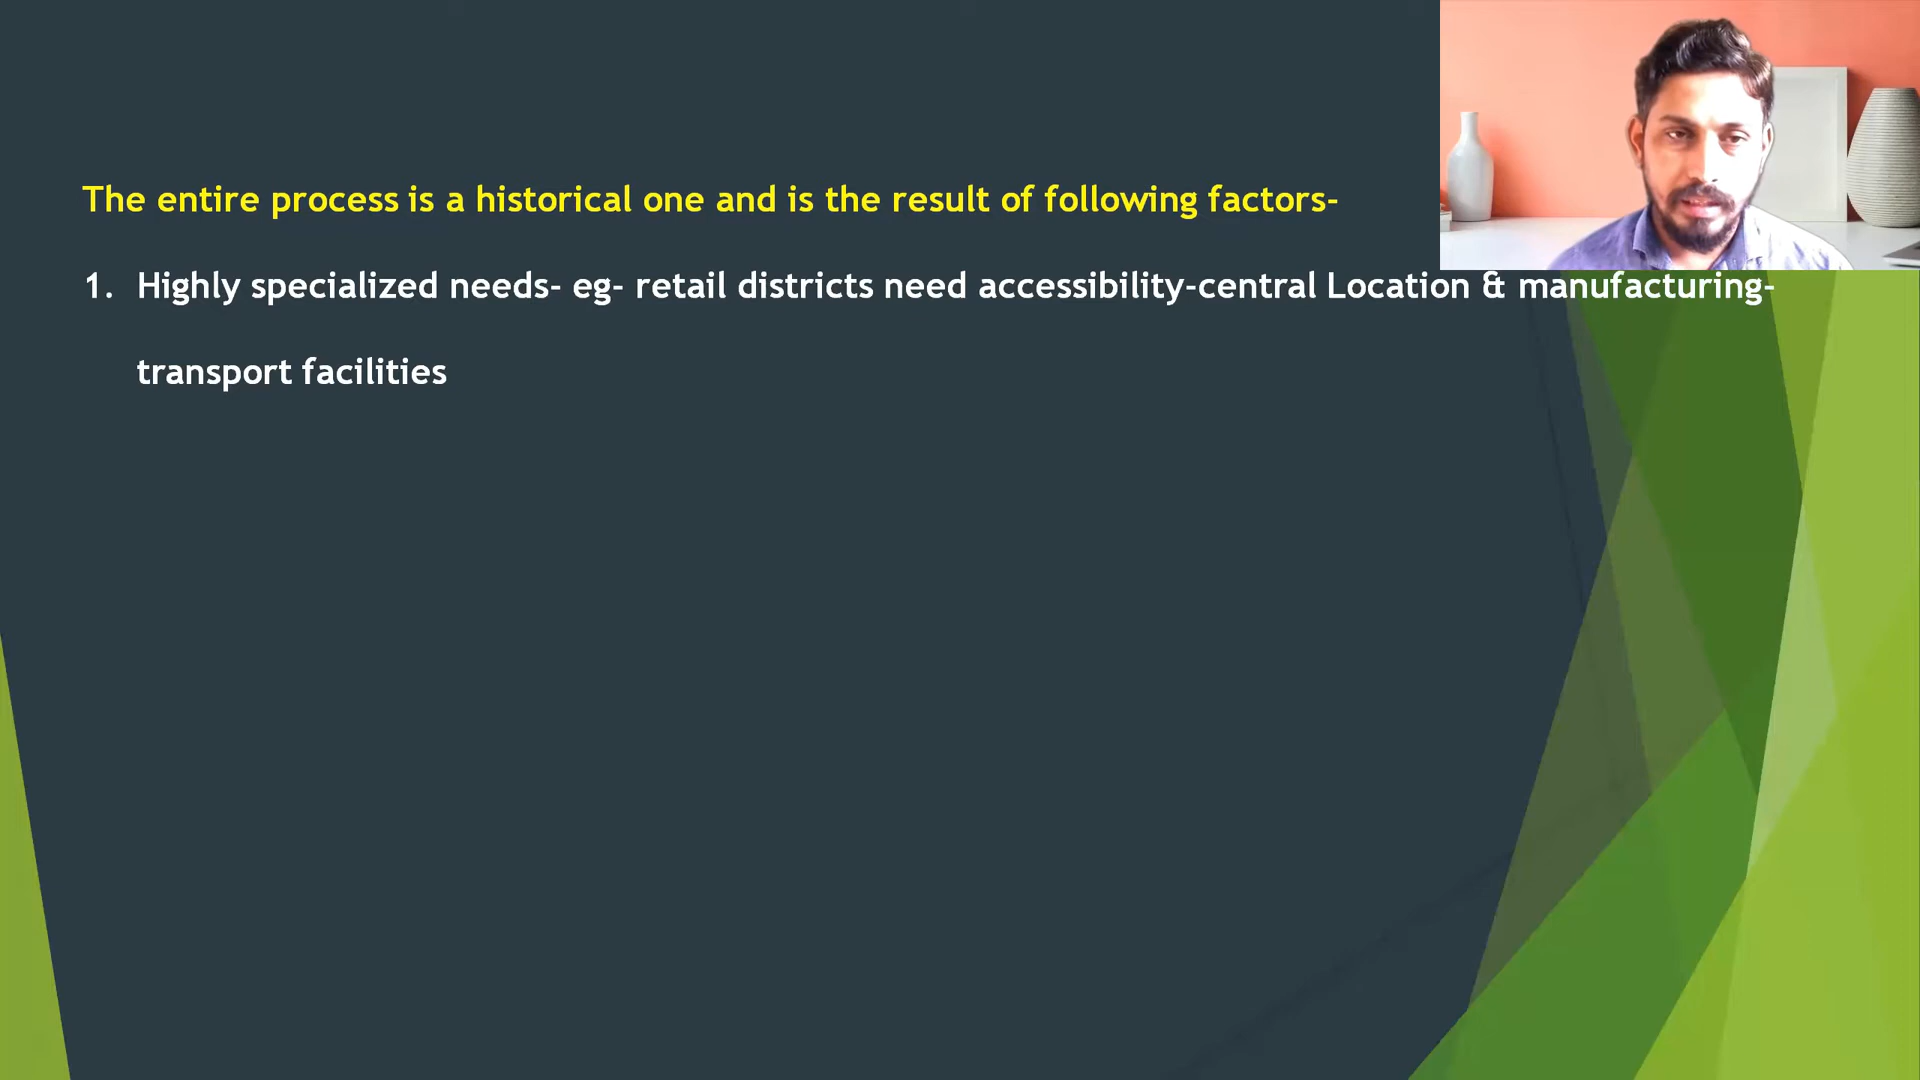 The entire process is a historical one and is the result of following factors-
1. Highly specialized needs- eg- retail districts need accessibility-central Location & manufacturing-
transport facilities